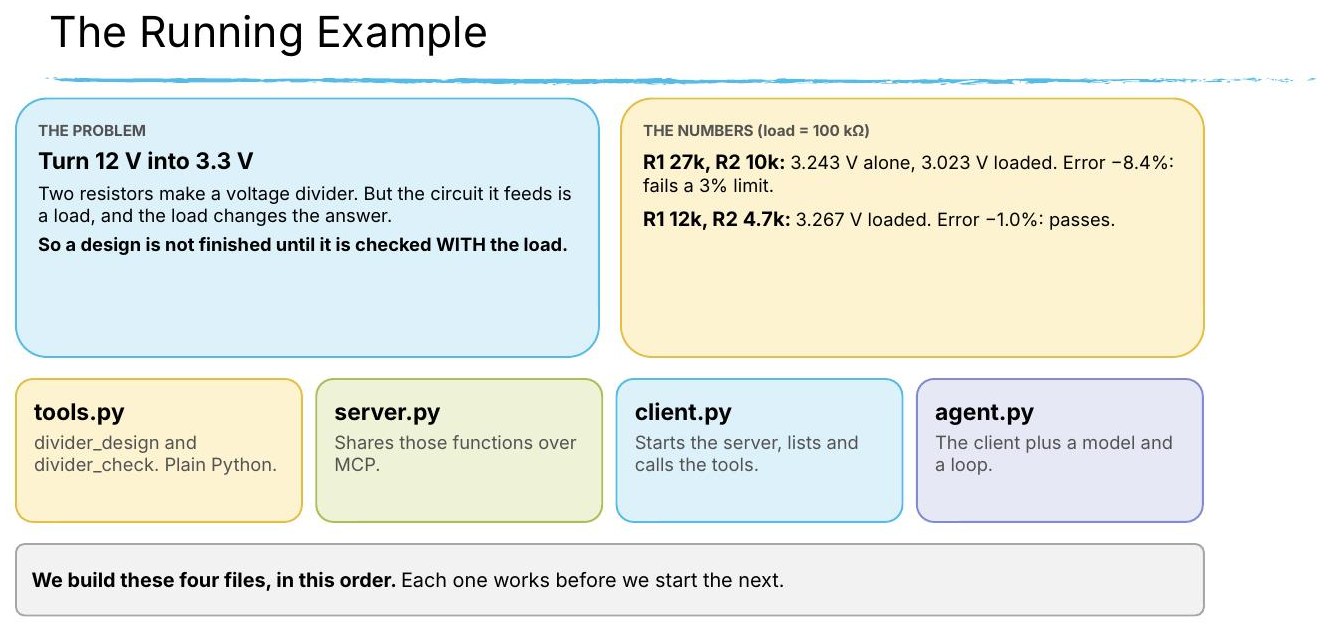 The Running Example
THE PROBLEM
Turn 12 V into 3.3 V
Two resistors make a voltage divider. But the circuit it feeds is
a load, and the load changes the answer.
So a design is not finished until it is checked WITH the load.
THE NUMBERS (load = 100 kΩ)
R1 27k, R2 10k: 3.243 V alone, 3.023 V loaded. Error −8.4%:
fails a 3% limit.
R1 12k, R2 4.7k: 3.267 V loaded. Error −1.0%: passes.
tools.py
divider_design and
divider_check. Plain Python.
server.py
Shares those functions over
MCP.
client.py
Starts the server, lists and
calls the tools.
agent.py
The client plus a model and
a loop.
We build these four files, in this order. Each one works before we start the next.